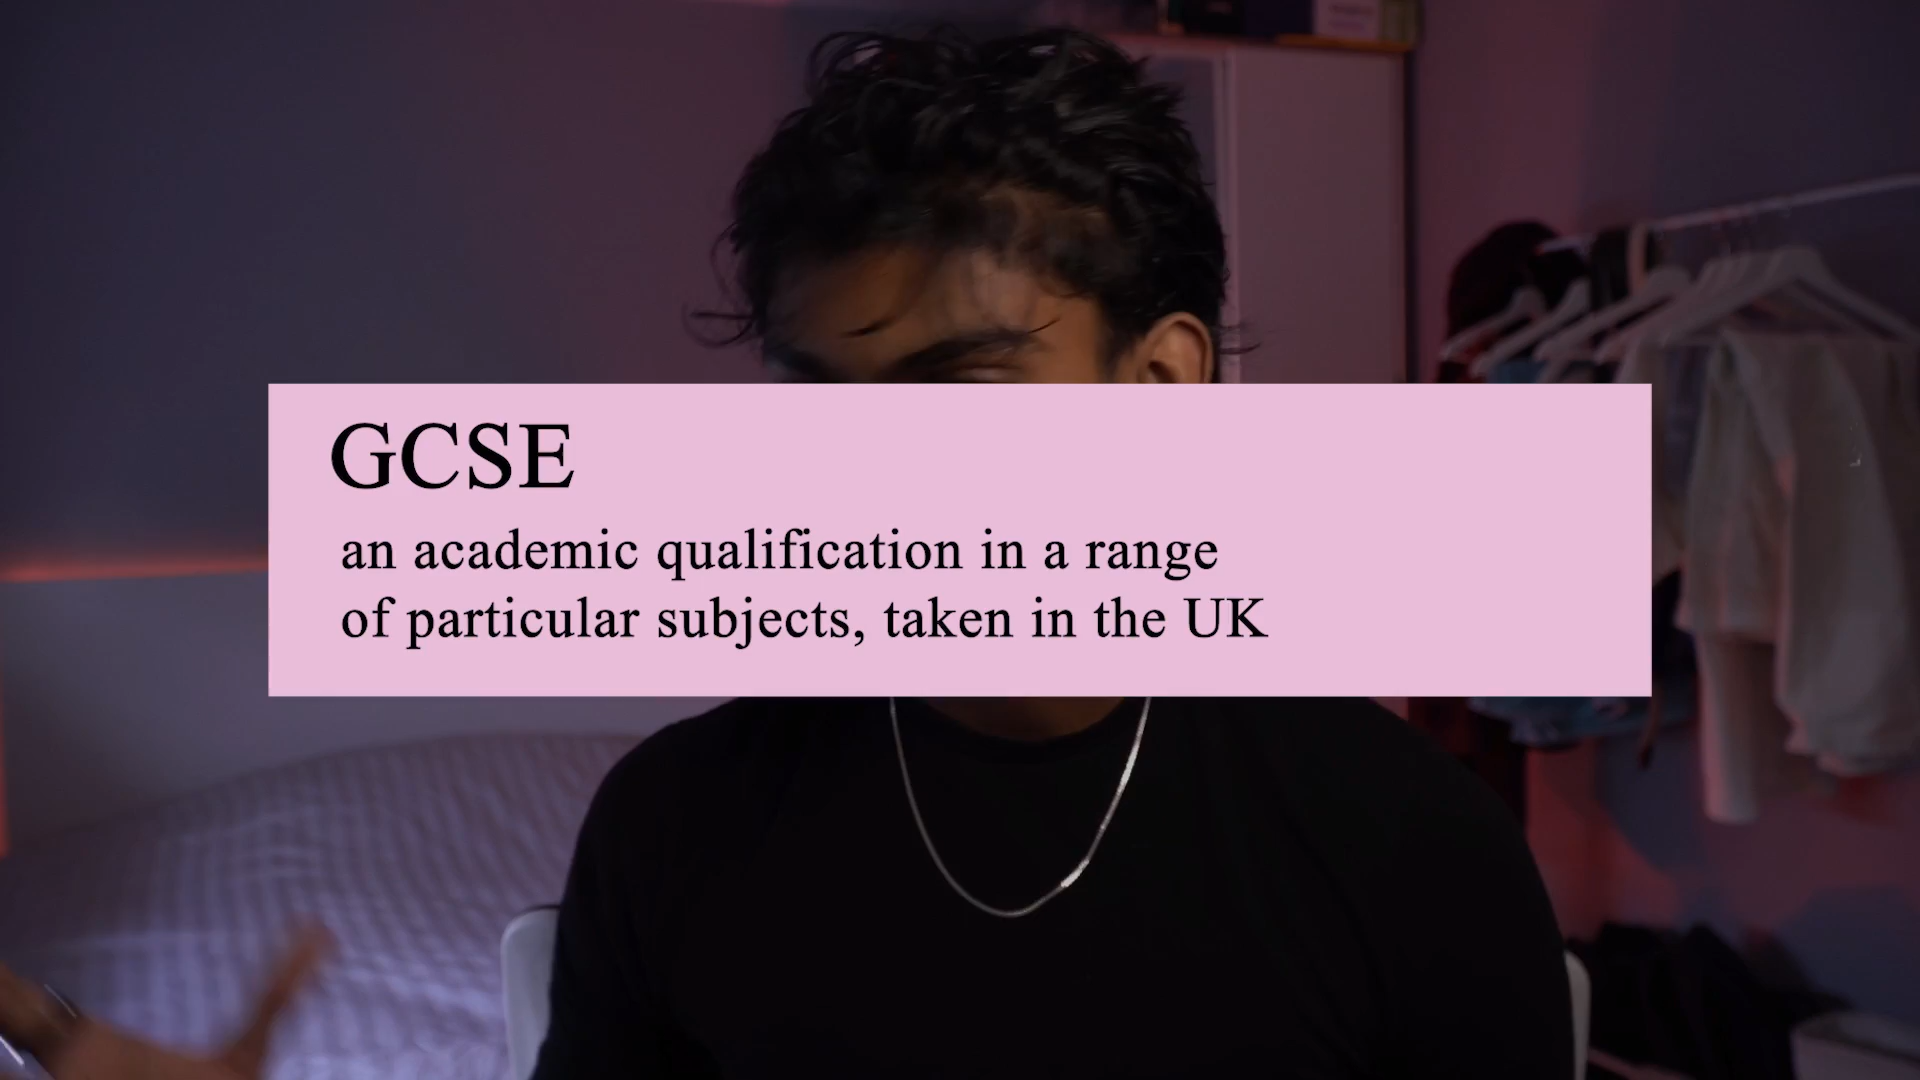 GCSE
an academic qualification in a range
of particular subjects, taken in the UK